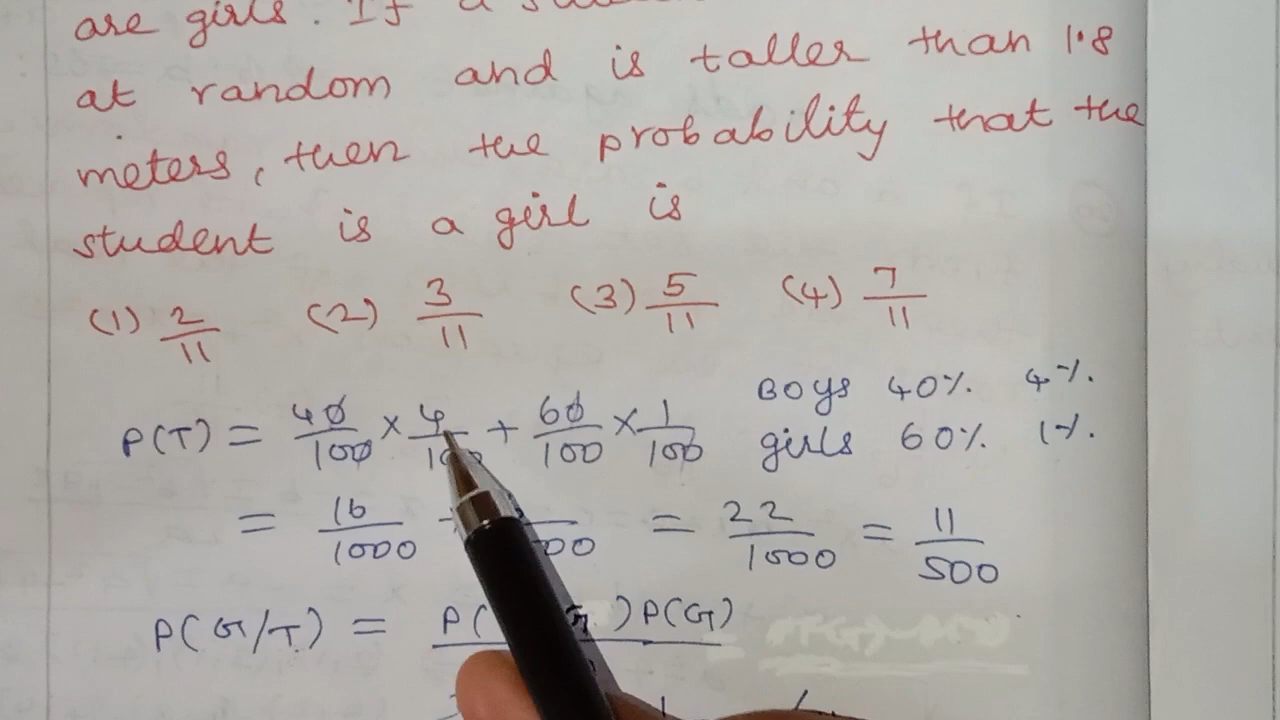 are girls. If a
at random and is taller than 1.8
meters, then the probability that the
student is a girl is
(1) 2/11 (2) 3/11 (3) 5/11 (4) 7/11
Boys 40% 4%.
P(T) = 40/100 × 4/100 + 60/100 × 1/100 girls 60% 1%.
= 16/1000 + /1000 = 22/1000 = 11/500
P(G/T) = P( )P(G)